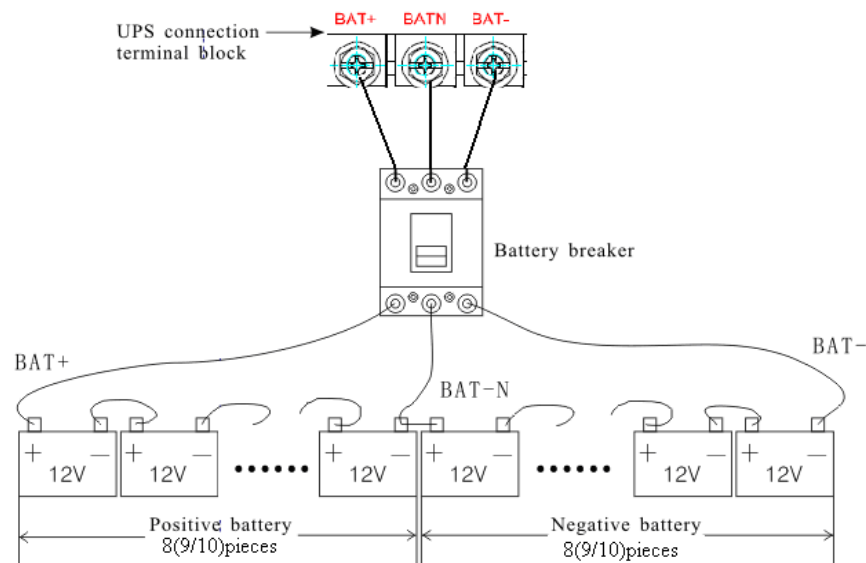 BAT+ BATN BAT-
UPS connection
terminal block
Battery breaker
BAT+
BAT-
BAT-N
+ − + − + − + − + − + −
12V 12V 12V 12V 12V 12V
Positive battery
8(9/10)pieces
Negative battery
8(9/10)pieces